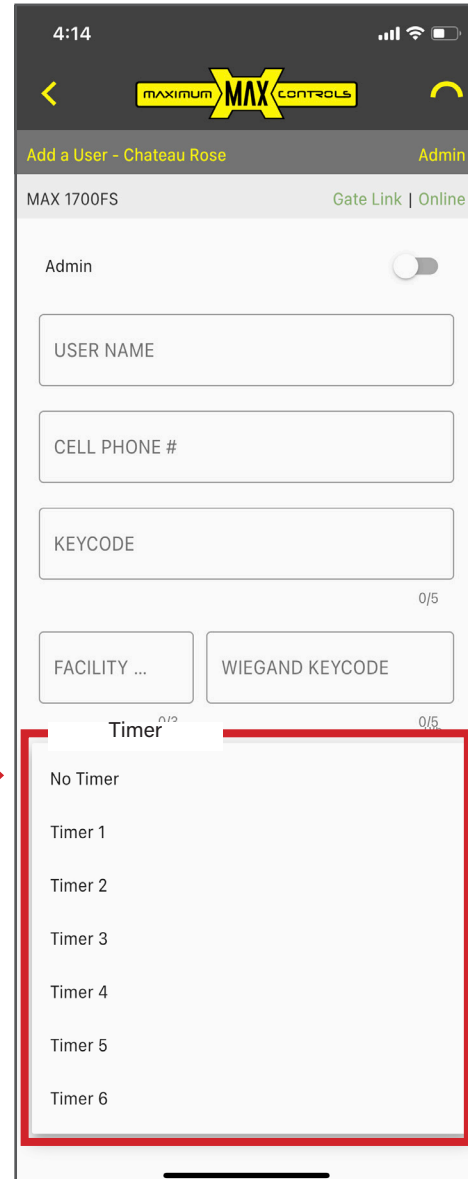 4:14
MAXIMUM MAX CONTROLS
Add a User - Chateau Rose Admin
MAX 1700FS Gate Link | Online
Admin
USER NAME
CELL PHONE #
KEYCODE
0/5
FACILITY ... WIEGAND KEYCODE
0/3 0/5
Timer
No Timer
Timer 1
Timer 2
Timer 3
Timer 4
Timer 5
Timer 6